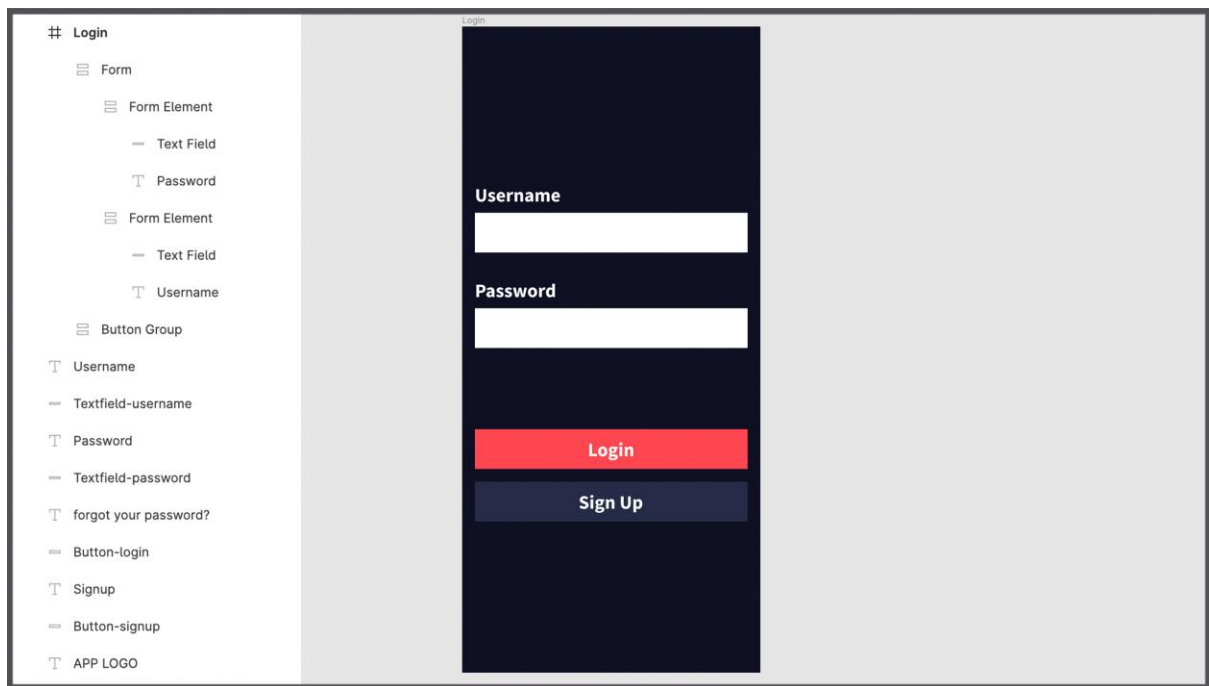 Login
Form
Form Element
Text Field
Password
Form Element
Text Field
Username
Button Group
Username
Textfield-username
Password
Textfield-password
forgot your password?
Button-login
Signup
Button-signup
APP LOGO
Login
Username
Password
Login
Sign Up